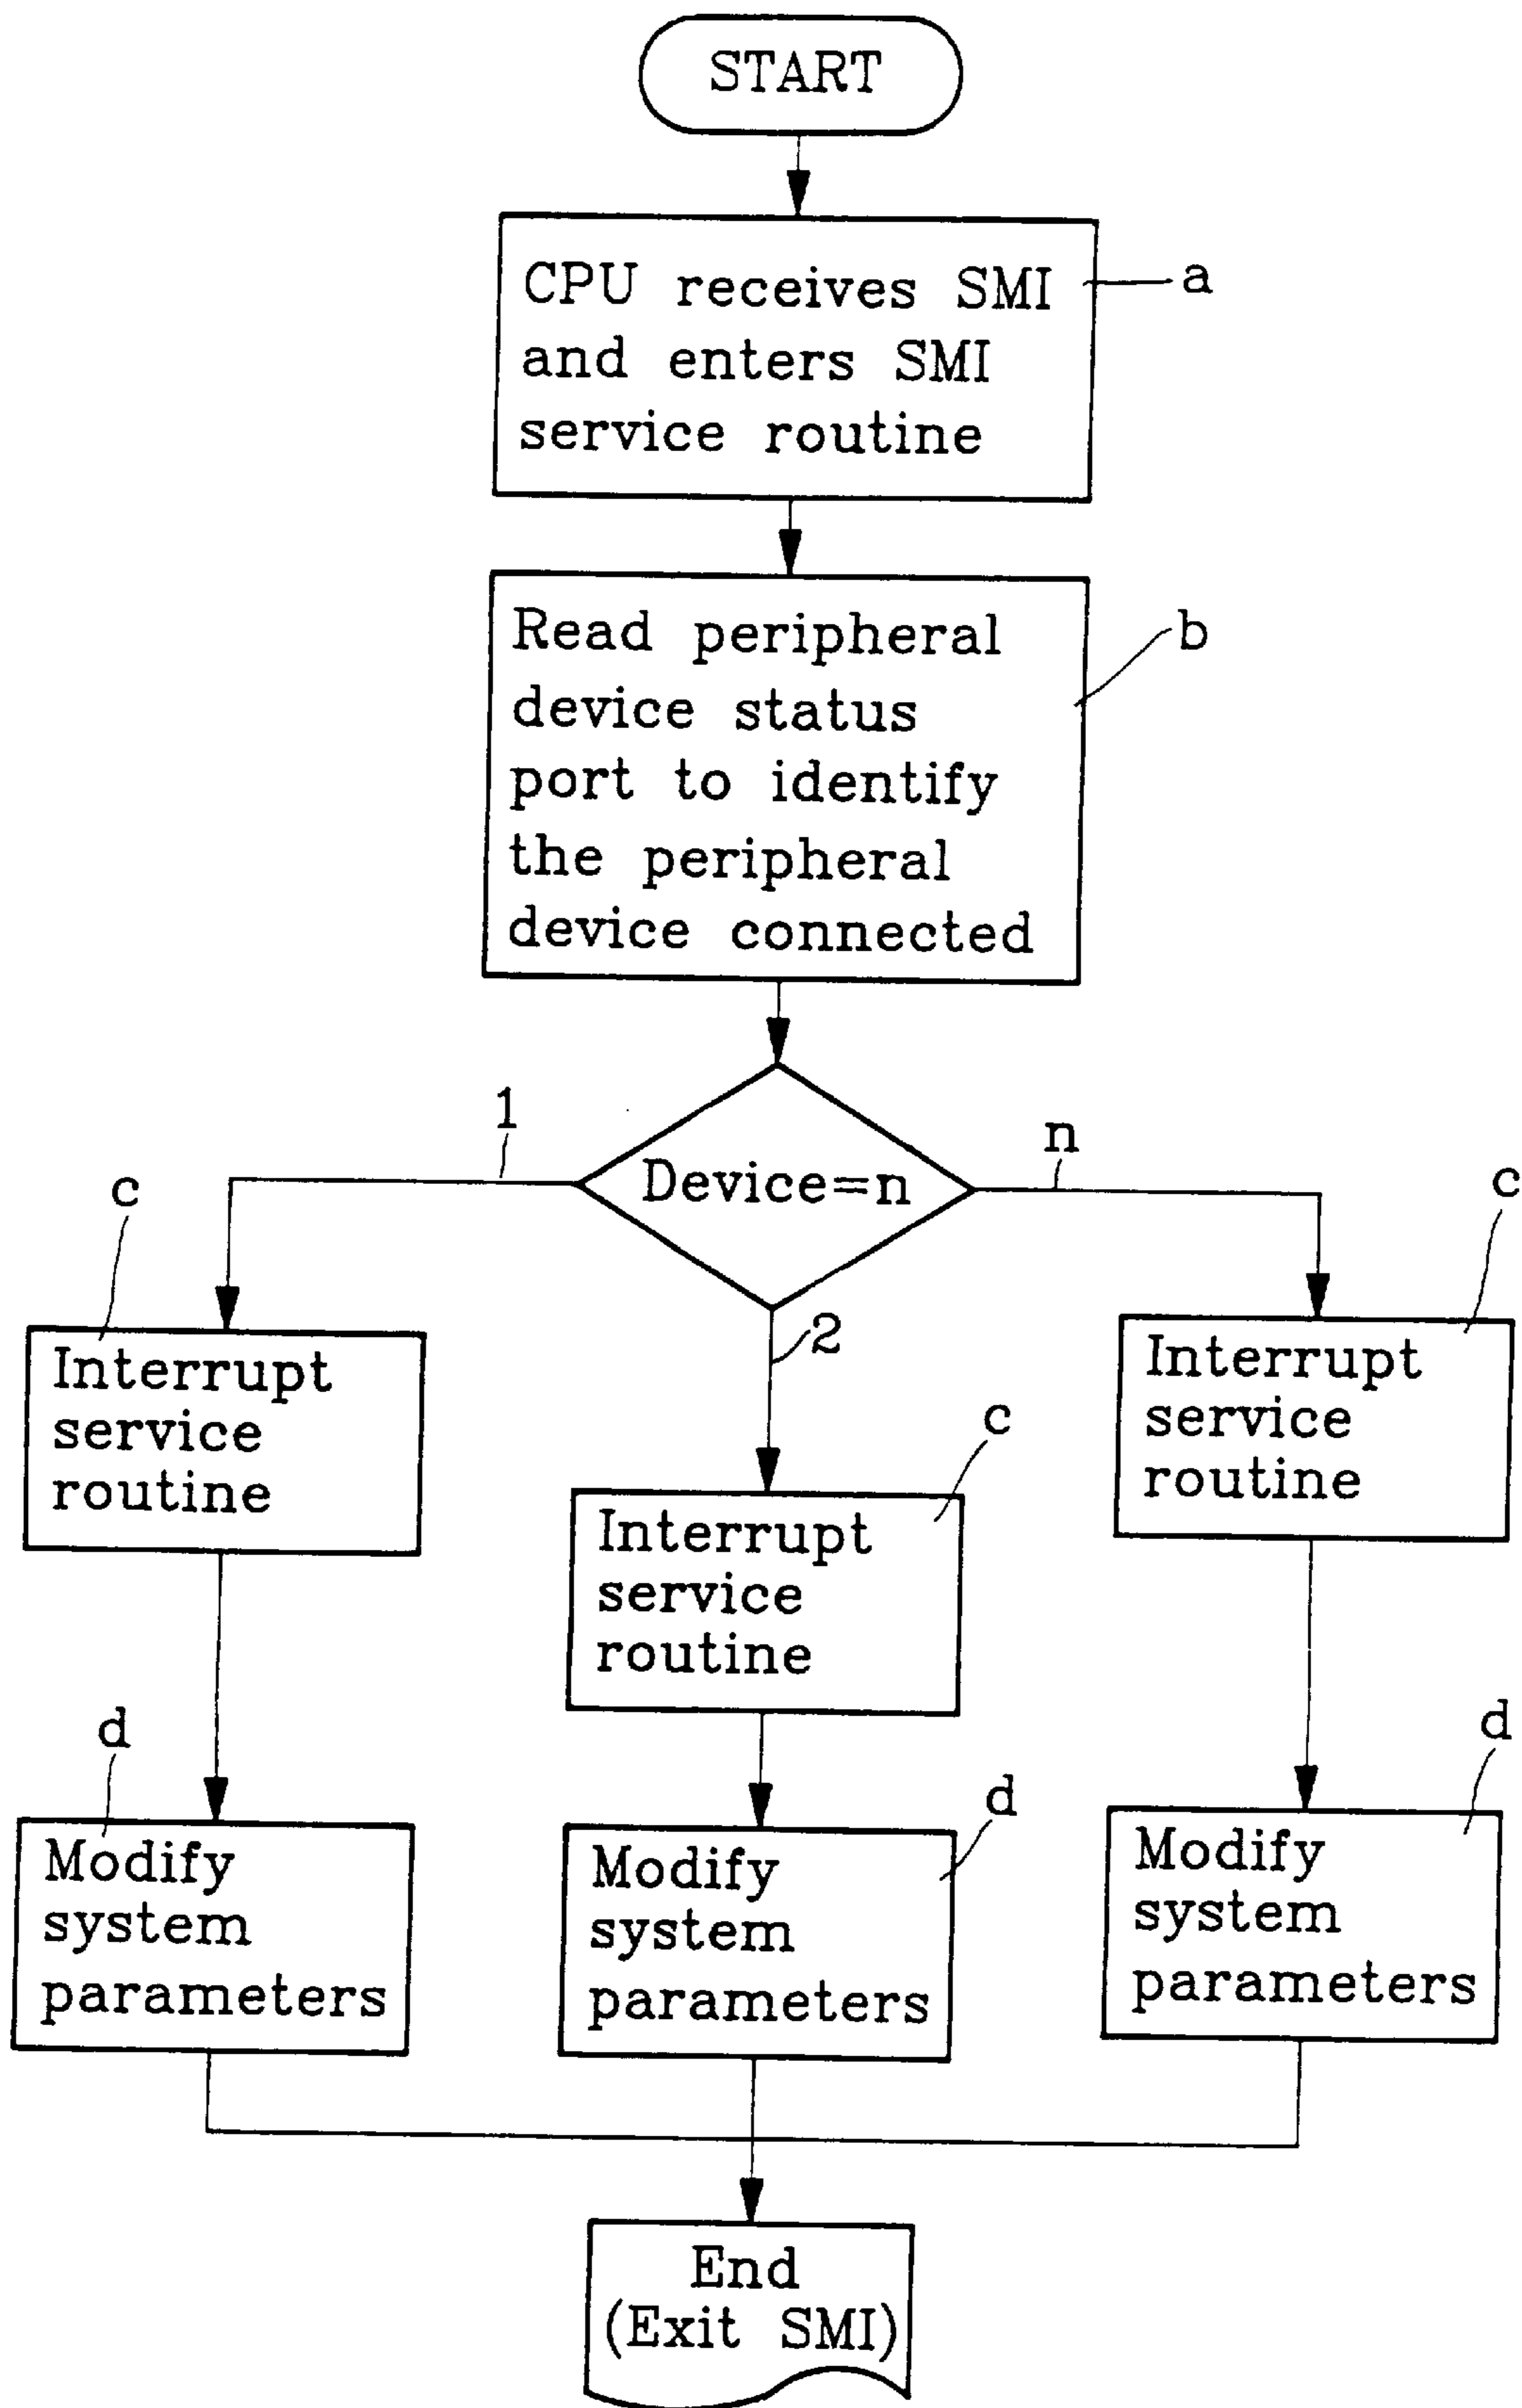 START
CPU receives SMI
and enters SMI
service routine
a
Read peripheral
device status
port to identify
the peripheral
device connected
b
Device=n
1
n
2
c
Interrupt
service
routine
c
Interrupt
service
routine
c
Interrupt
service
routine
d
Modify
system
parameters
d
Modify
system
parameters
d
Modify
system
parameters
End
(Exit SMI)